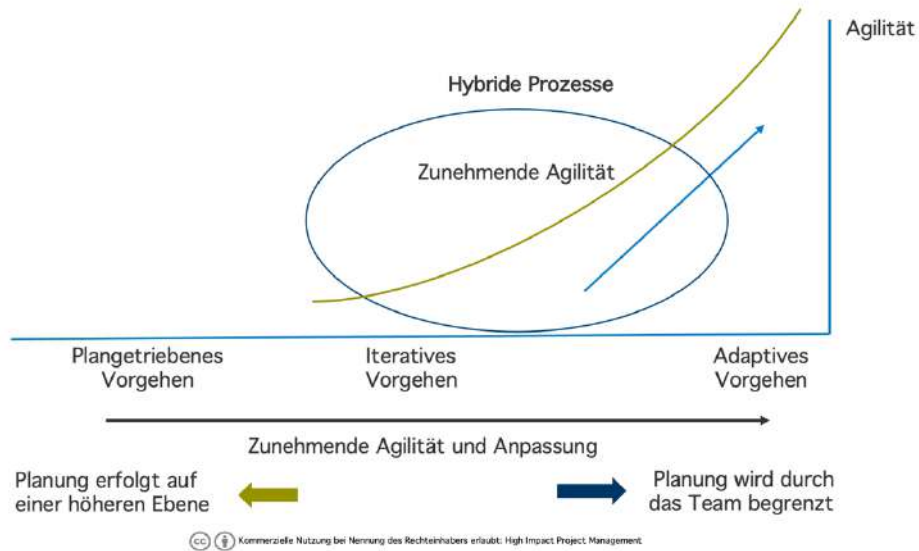 Agilität
Hybride Prozesse
Zunehmende Agilität
Plangetriebenes
Vorgehen
Iteratives
Vorgehen
Adaptives
Vorgehen
Zunehmende Agilität und Anpassung
Planung erfolgt auf
einer höheren Ebene
Planung wird durch
das Team begrenzt
cc Kommerzielle Nutzung bei Nennung des Rechteinhabers erlaubt: High Impact Project Management